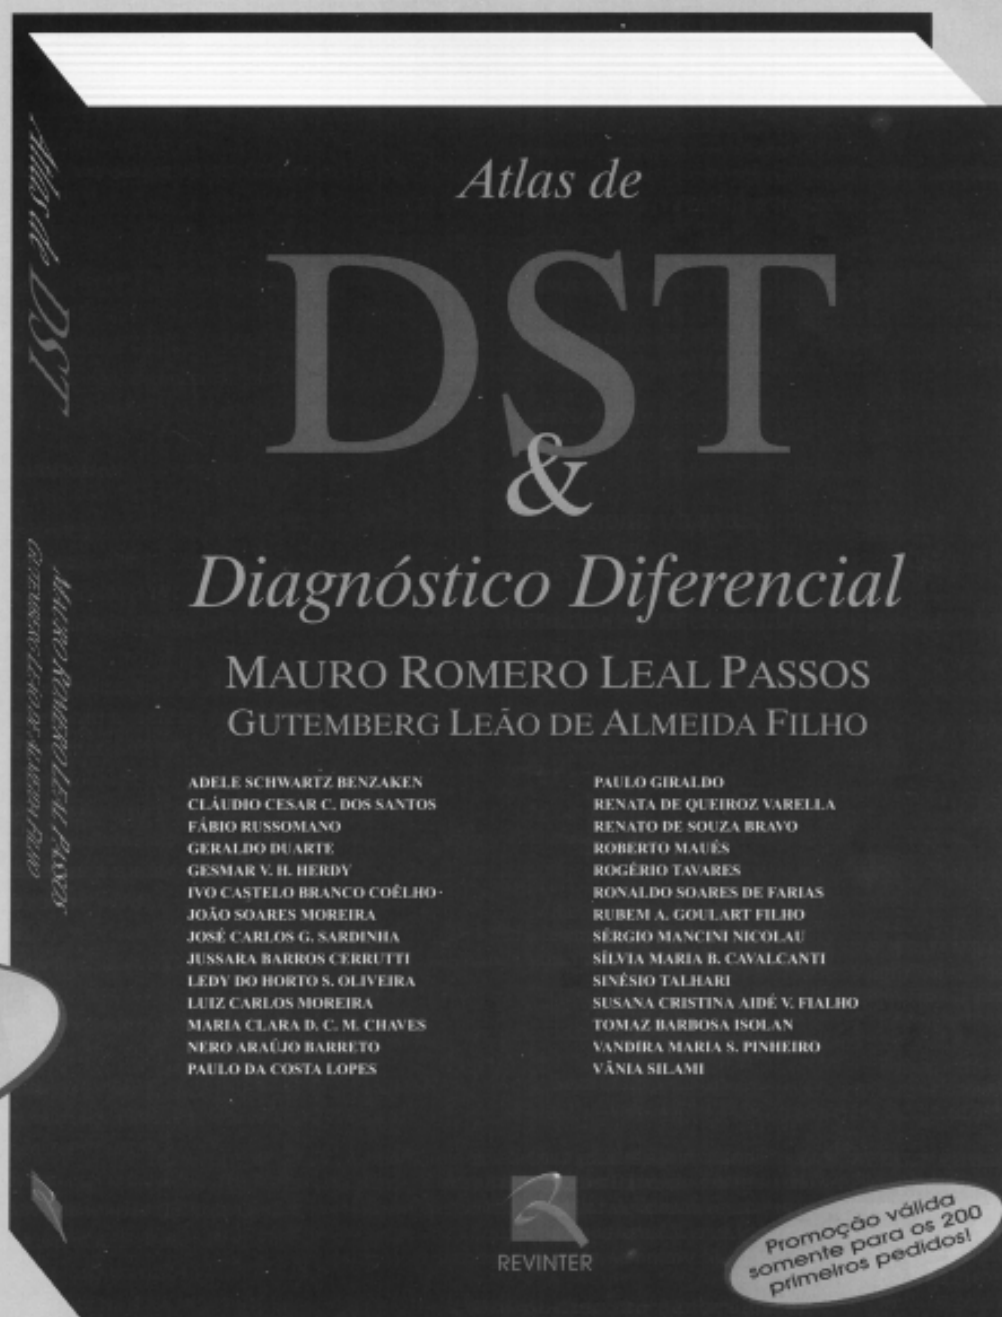 Atlas de
DST
&
Diagnóstico Diferencial
MAURO ROMERO LEAL PASSOS
GUTEMBERG LEÃO DE ALMEIDA FILHO
ADELE SCHWARTZ BENZAKEN
CLÁUDIO CESAR C. DOS SANTOS
FÁBIO RUSSOMANO
GERALDO DUARTE
GESMAR V. H. HERDY
IVO CASTELO BRANCO COÊLHO
JOÃO SOARES MOREIRA
JOSÉ CARLOS G. SARDINHA
JUSSARA BARROS CERRUTTI
LEDY DO HORTO S. OLIVEIRA
LUIZ CARLOS MOREIRA
MARIA CLARA D. C. M. CHAVES
NERO ARAÚJO BARRETO
PAULO DA COSTA LOPES
PAULO GIRALDO
RENATA DE QUEIROZ VARELLA
RENATO DE SOUZA BRAVO
ROBERTO MAUÉS
ROGÉRIO TAVARES
RONALDO SOARES DE FARIAS
RUBEM A. GOULART FILHO
SÉRGIO MANCINI NICOLAU
SÍLVIA MARIA B. CAVALCANTI
SINÉSIO TALHARI
SUSANA CRISTINA AIDÉ V. FIALHO
TOMAZ BARBOSA ISOLAN
VANDIRA MARIA S. PINHEIRO
VÂNIA SILAMI
REVINTER
Promoção válida
somente para os 200
primeiros pedidos!
Atlas de DST
MAURO ROMERO LEAL PASSOS
GUTEMBERG LEÃO DE ALMEIDA FILHO